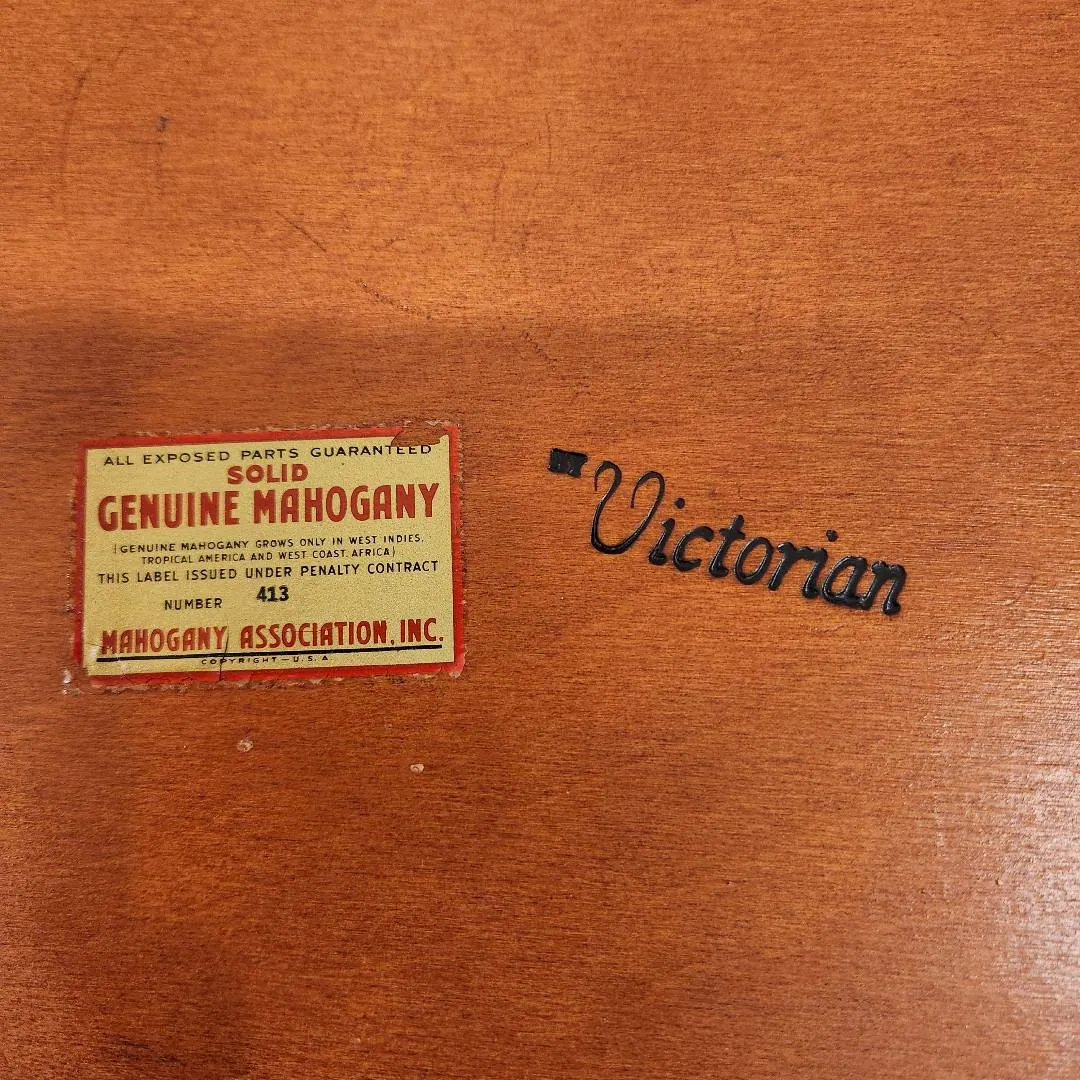 ALL EXPOSED PARTS GUARANTEED
SOLID
GENUINE MAHOGANY
(GENUINE MAHOGANY GROWS ONLY IN WEST INDIES,
TROPICAL AMERICA AND WEST COAST, AFRICA)
THIS LABEL ISSUED UNDER PENALTY CONTRACT
NUMBER 413
MAHOGANY ASSOCIATION, INC.
COPYRIGHT—U.S.A.
BY Victorian